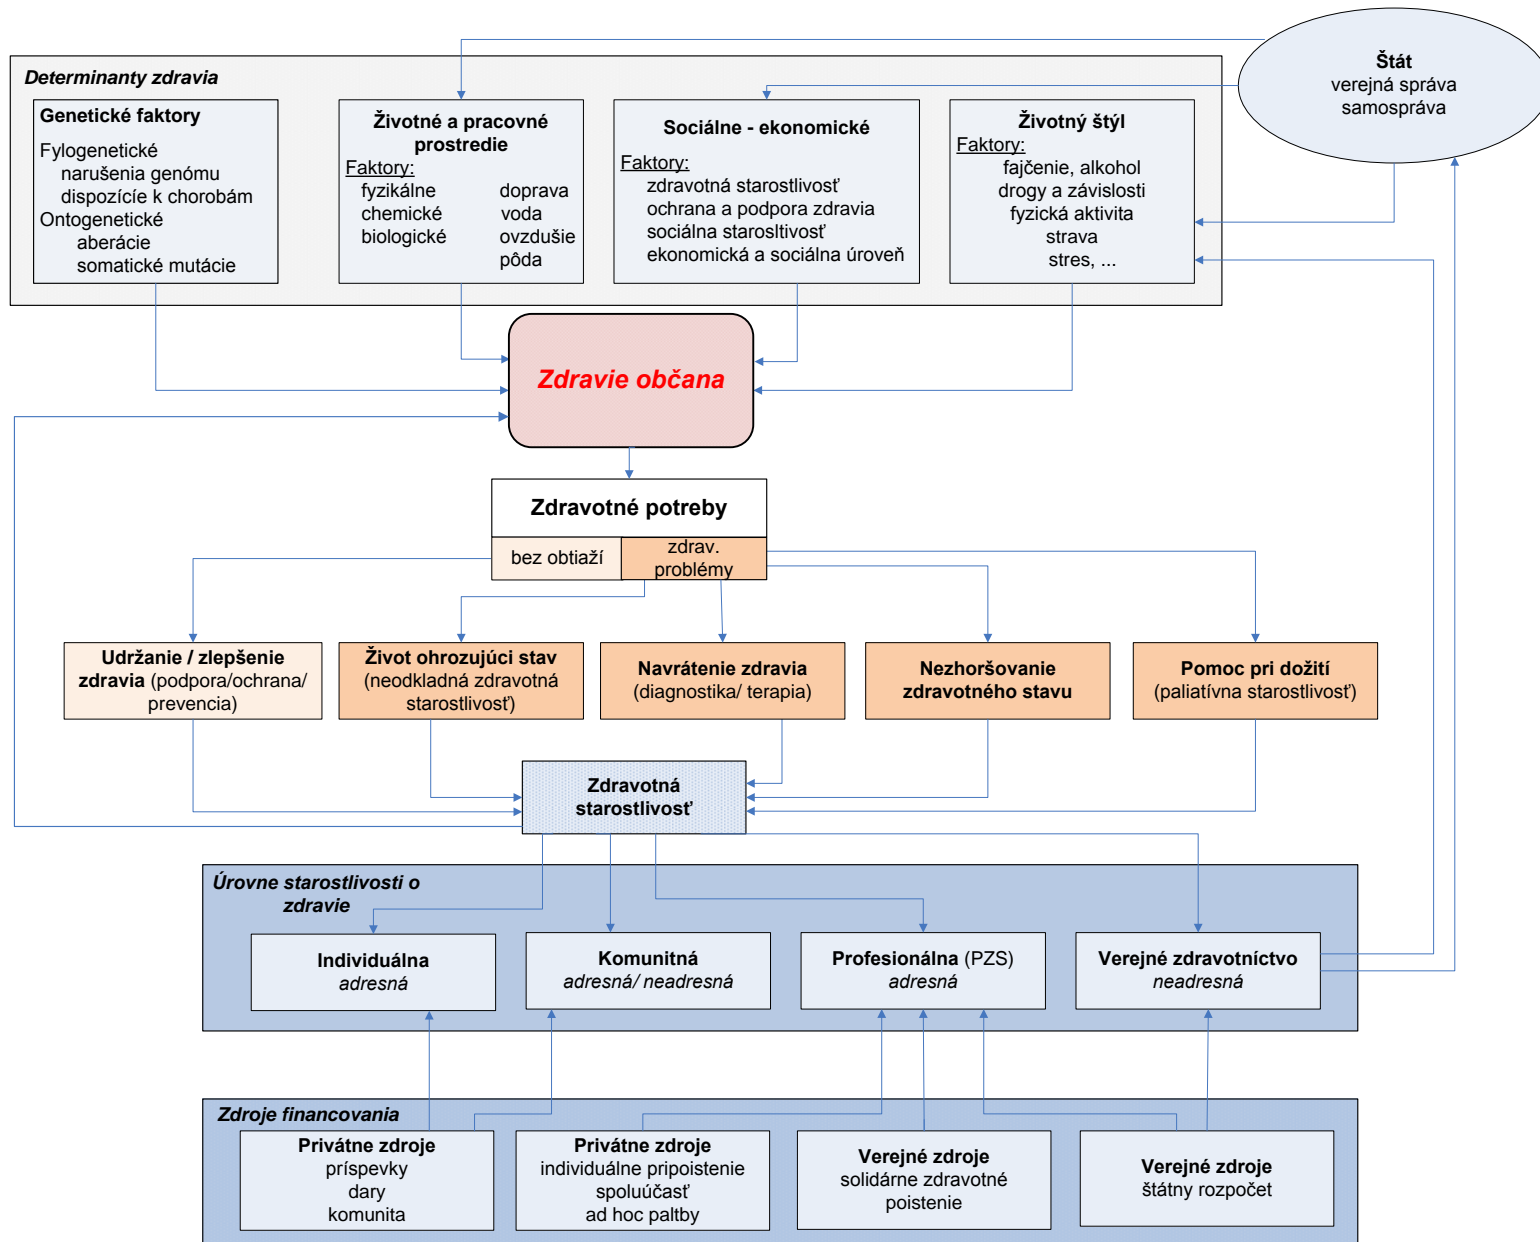 Štát
verejná správa
samospráva
Determinanty zdravia
Genetické faktory
Fylogenetické
narušenia genómu
dispozície k chorobám
Ontogenetické
aberácie
somatické mutácie
Životné a pracovné
prostredie
Faktory:
fyzikálne doprava
chemické voda
biologické ovzdušie
pôda
Sociálne - ekonomické
Faktory:
zdravotná starostlivosť
ochrana a podpora zdravia
sociálna starosltivosť
ekonomická a sociálna úroveň
Životný štýl
Faktory:
fajčenie, alkohol
drogy a závislosti
fyzická aktivita
strava
stres, ...
Zdravie občana
Zdravotné potreby
bez obtiaží
zdrav.
problémy
Udržanie / zlepšenie
zdravia (podpora/ochrana/
prevencia)
Život ohrozujúci stav
(neodkladná zdravotná
starostlivosť)
Navrátenie zdravia
(diagnostika/ terapia)
Nezhoršovanie
zdravotného stavu
Pomoc pri dožití
(paliatívna starostlivosť)
Zdravotná
starostlivosť
Úrovne starostlivosti o
zdravie
Individuálna
adresná
Komunitná
adresná/ neadresná
Profesionálna (PZS)
adresná
Verejné zdravotníctvo
neadresná
Zdroje financovania
Privátne zdroje
príspevky
dary
komunita
Privátne zdroje
individuálne pripoistenie
spoluúčasť
ad hoc paltby
Verejné zdroje
solidárne zdravotné
poistenie
Verejné zdroje
štátny rozpočet